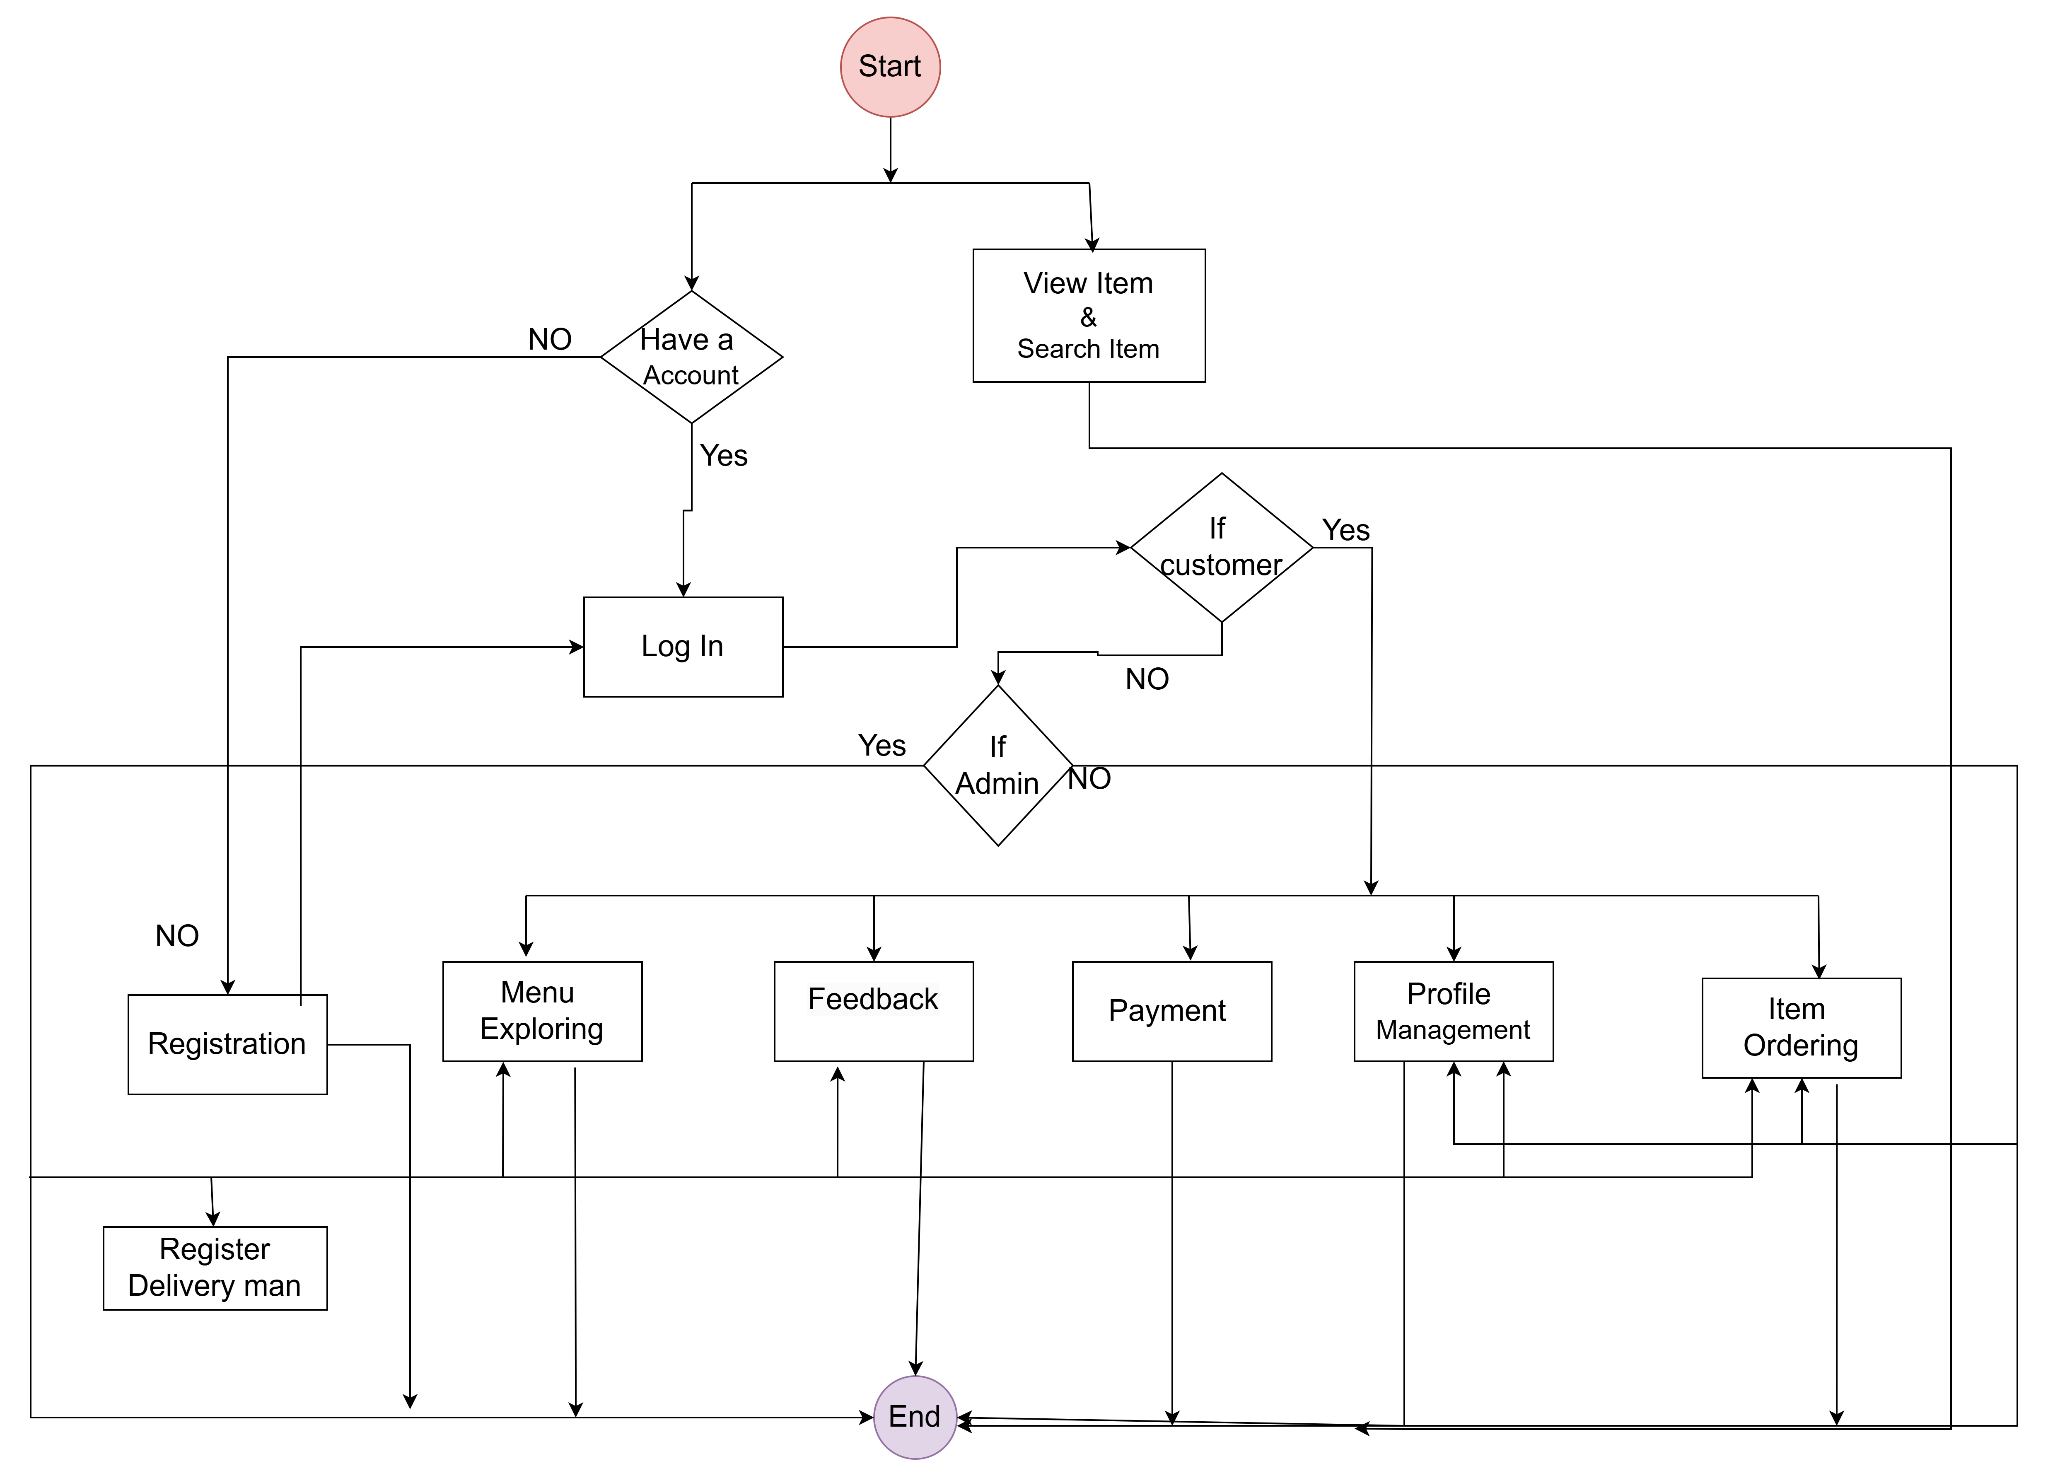 Start
View Item
&
Search Item
NO
Have a
Account
Yes
If
customer
Yes
Log In
NO
Yes
If
Admin
NO
NO
Menu
Exploring
Feedback
Payment
Profile
Management
Item
Ordering
Registration
Register
Delivery man
End